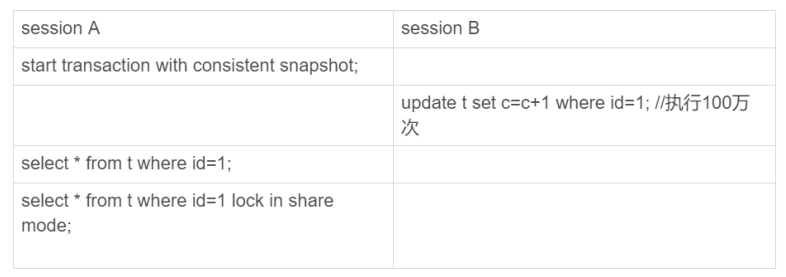 session A
session B
start transaction with consistent snapshot;
update t set c=c+1 where id=1; //执行100万
次
select * from t where id=1;
select * from t where id=1 lock in share
mode;